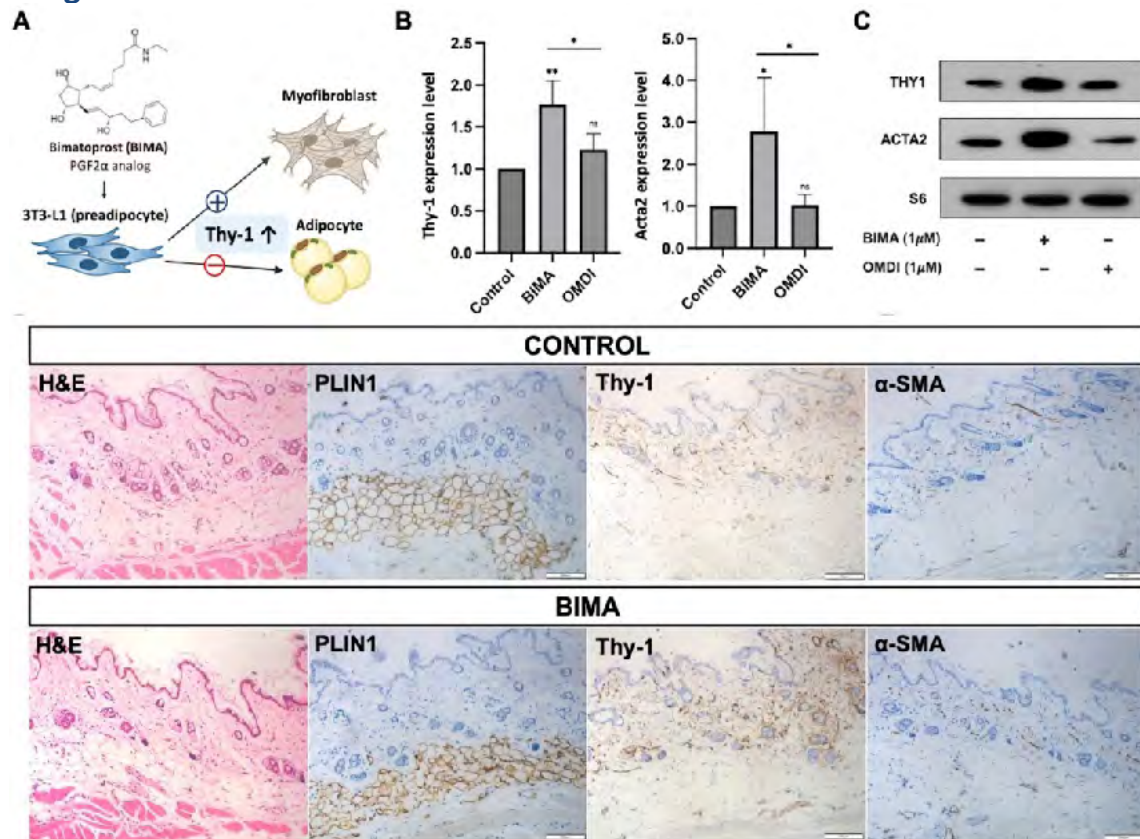 A
HO
HO
OH
O
N
H
Bimatoprost (BIMA)
PGF2α analog
3T3-L1 (preadipocyte)
Thy-1 ↑
Myofibroblast
Adipocyte
B
Thy-1 expression level
2.5
2.0
1.5
1.0
0.5
0.0
**
*
ns
Control
BIMA
OMDI
Acta2 expression level
5.0
4.0
3.0
2.0
1.0
0.0
*
*
ns
Control
BIMA
OMDI
C
THY1
ACTA2
S6
BIMA (1μM) – + –
OMDI (1μM) – – +
CONTROL
H&E PLIN1 Thy-1 α-SMA
BIMA
H&E PLIN1 Thy-1 α-SMA